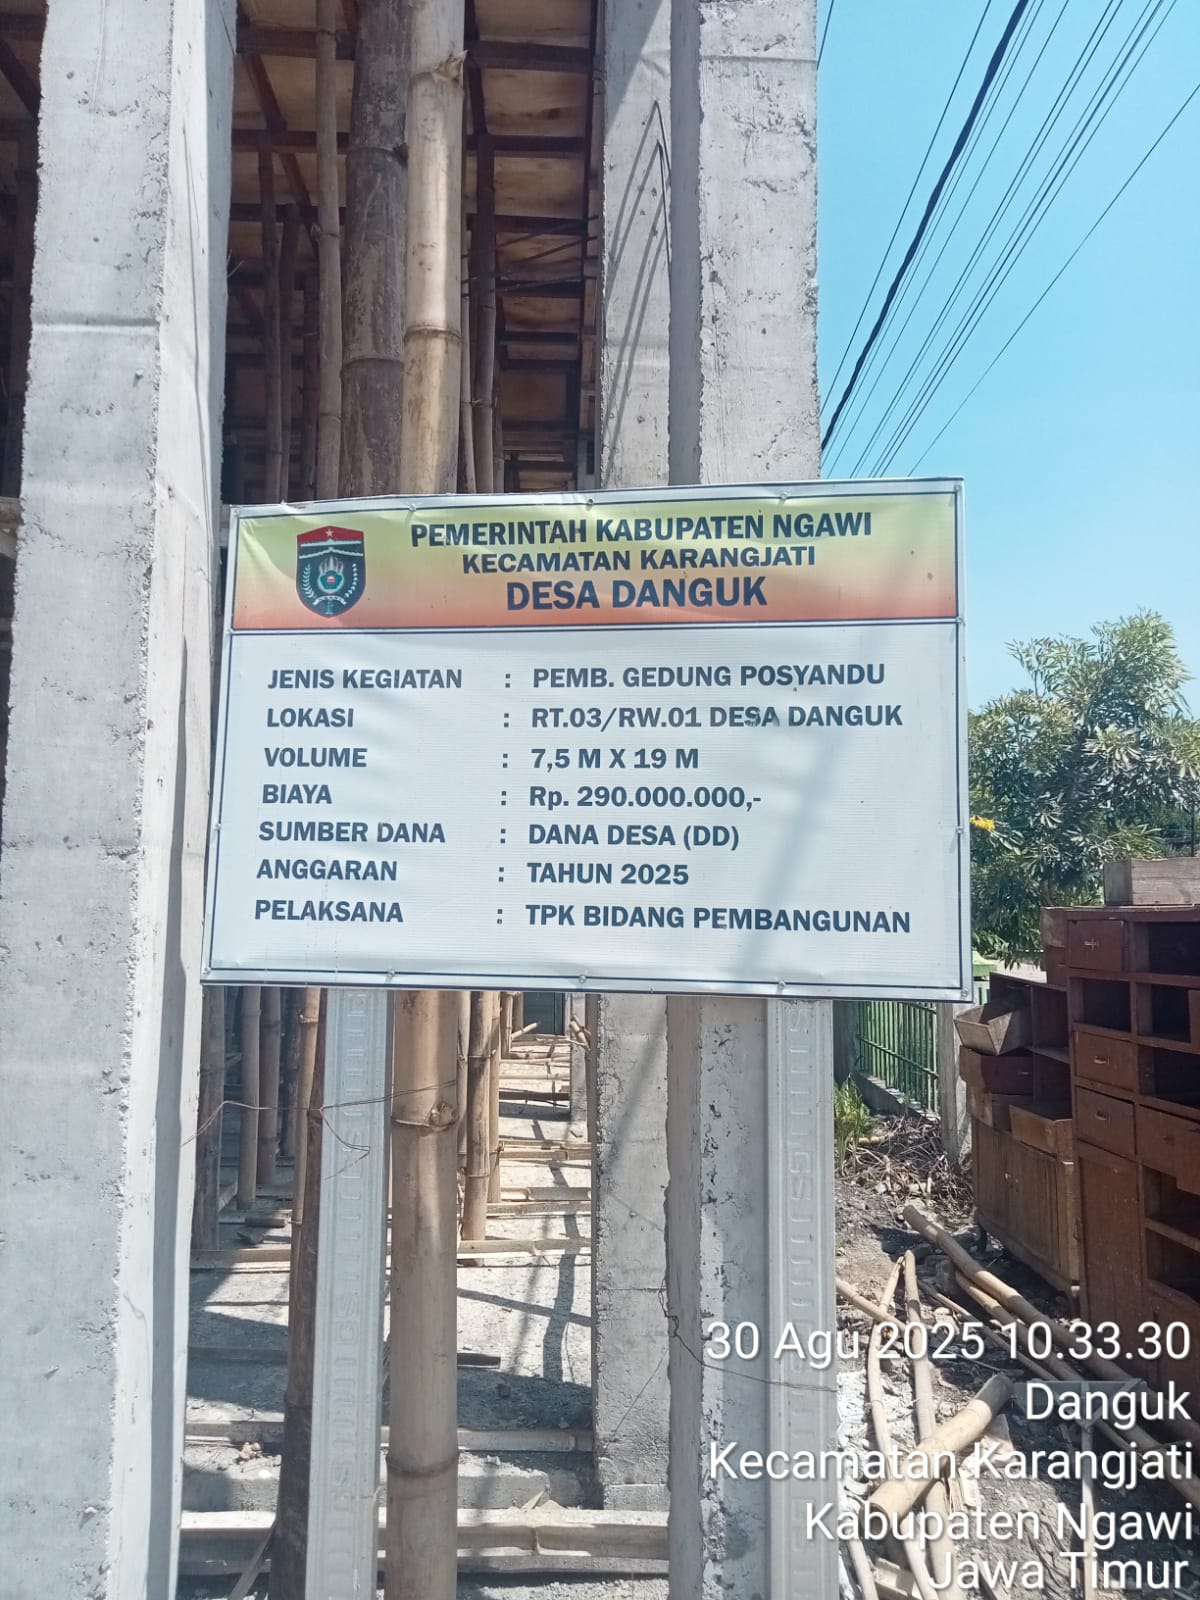 PEMERINTAH KABUPATEN NGAWI
KECAMATAN KARANGJATI
DESA DANGUK
JENIS KEGIATAN : PEMB. GEDUNG POSYANDU
LOKASI : RT.03/RW.01 DESA DANGUK
VOLUME : 7,5 M X 19 M
BIAYA : Rp. 290.000.000,-
SUMBER DANA : DANA DESA (DD)
ANGGARAN : TAHUN 2025
PELAKSANA : TPK BIDANG PEMBANGUNAN
30 Agu 2025 10.33.30
Danguk
Kecamatan Karangjati
Kabupaten Ngawi
Jawa Timur